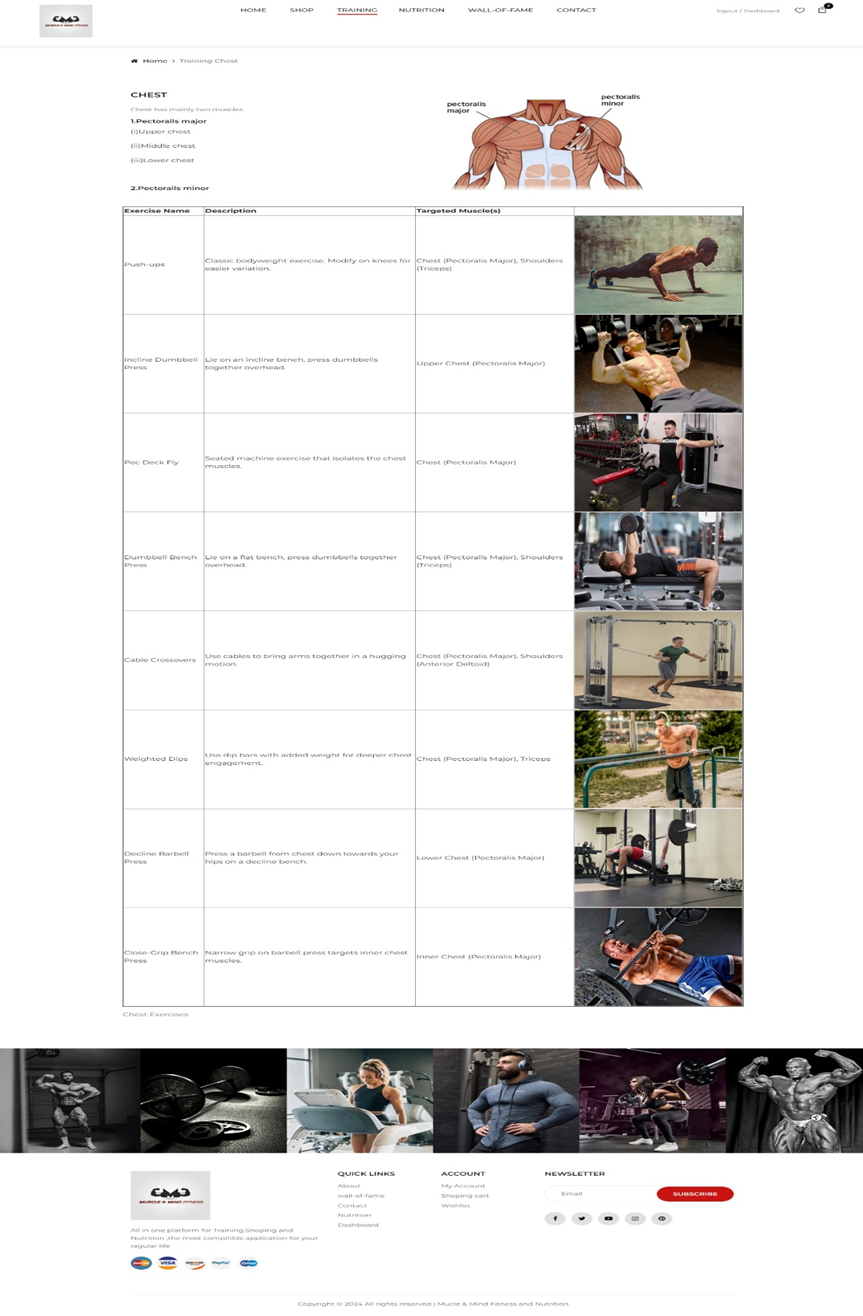 MUSCLE & MIND FITNESS
HOME SHOP TRAINING NUTRITION WALL-OF-FAME CONTACT
logout / Dashboard
Home » Training Chest
CHEST
Chest has mainly two muscles
1.Pectorails major
(i)Upper chest
(ii)Middle chest
(iii)Lower chest
2.Pectorails minor
pectoralis
major
pectoralis
minor
Exercise Name Description Targeted Muscle(s)
Push-ups
Classic bodyweight exercise. Modify on knees for
easier variation.
Chest (Pectoralis Major), Shoulders
(Triceps)
Incline Dumbbell
Press
Lie on an incline bench, press dumbbells
together overhead.
Upper Chest (Pectoralis Major)
Pec Deck Fly
Seated machine exercise that isolates the chest
muscles.
Chest (Pectoralis Major)
Dumbbell Bench
Press
Lie on a flat bench, press dumbbells together
overhead.
Chest (Pectoralis Major), Shoulders
(Triceps)
Cable Crossovers
Use cables to bring arms together in a hugging
motion.
Chest (Pectoralis Major), Shoulders
(Anterior Deltoid)
Weighted Dips
Use dip bars with added weight for deeper chest
engagement.
Chest (Pectoralis Major), Triceps
Decline Barbell
Press
Press a barbell from chest down towards your
hips on a decline bench.
Lower Chest (Pectoralis Major)
Close-Grip Bench
Press
Narrow grip on barbell press targets inner chest
muscles.
Inner Chest (Pectoralis Major)
Chest Exercises
MUSCLE & MIND FITNESS
All in one platform for Training,Shoping and
Nutrition ,the most comptible application for your
ragular life
VISA PayPal
QUICK LINKS
About
wall-of-fame
Contact
Nutrition
Dashboard
ACCOUNT
My Account
Shoping cart
Wishlist
NEWSLETTER
Email SUBSCRIBE
Copyright © 2024 All rights reserved | Mucle & Mind Fitness and Nutrition